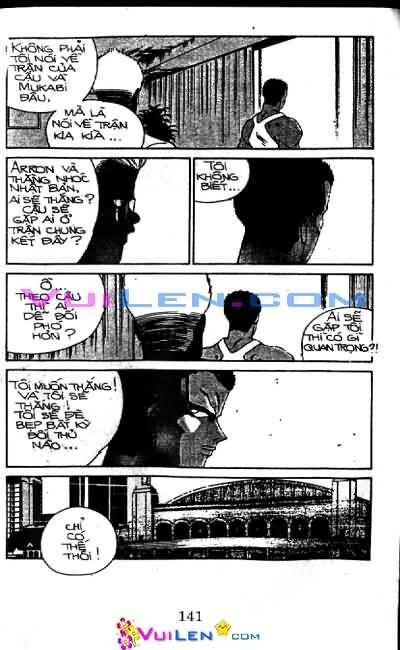 KHÔNG PHẢI
TÔI NÓI VỀ
TRẬN CỦA
CẬU VÀ
MUKABI
ĐÂU,
MÀ LÀ
NÓI VỀ TRẬN
KIA KÌA...
ARRON VÀ
THẰNG NHÓC
NHẬT BẢN,
AI SẼ THẮNG?
CẬU SẼ
GẶP AI Ở
TRẬN CHUNG
KẾT ĐÂY?
TÔI
KHÔNG
BIẾT...
Ồ...
THEO CẬU
THÌ AI
DỄ ĐỐI
PHÓ
HƠN?
AI SẼ
GẶP TÔI
THÌ CÓ GÌ
QUAN TRỌNG?!
VUILEN.COM
TÔI MUỐN THẮNG!
VÀ TÔI SẼ
THẮNG!
TÔI SẼ ĐÈ
BẸP BẤT KỲ
ĐỐI THỦ
NÀO...
CHỈ
CÓ
THẾ
THÔI!
141
VUILEN.COM